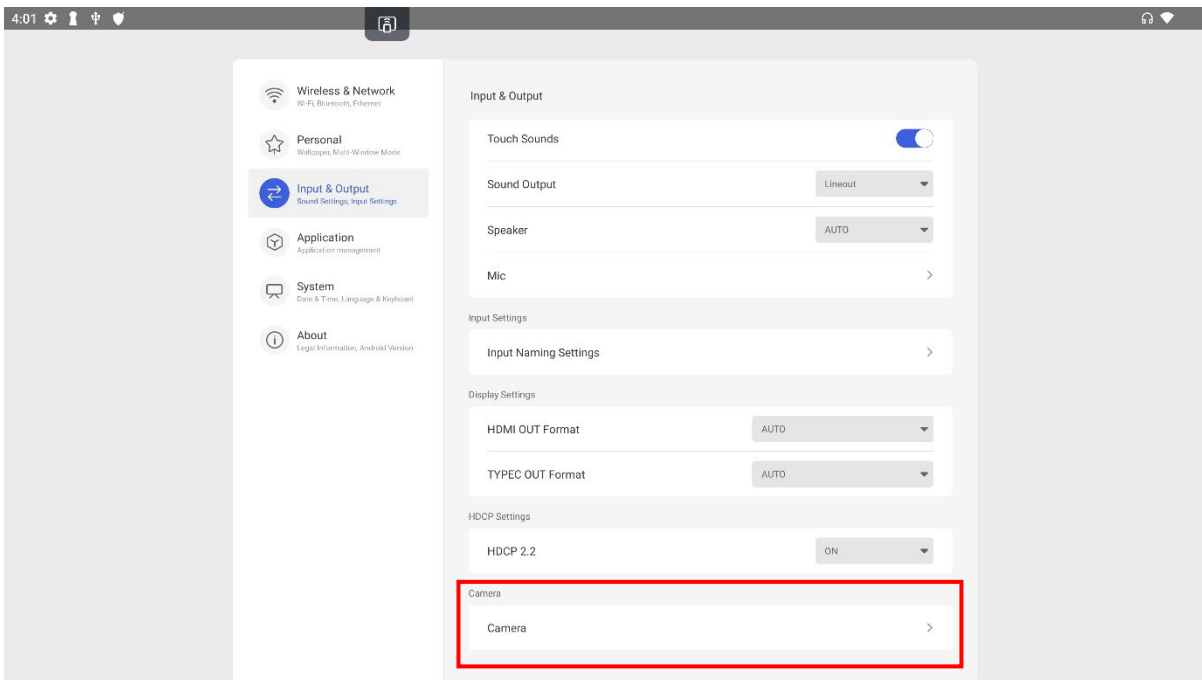 4:01
Wireless & Network
Wi-Fi, Bluetooth, Ethernet
Personal
Wallpaper, Multi-Window Mode
Input & Output
Sound Settings, Input Settings
Application
Application management
System
Date & Time, Language & Keyboard
About
Legal Information, Android Version
Input & Output
Touch Sounds
Sound Output
Lineout
Speaker
AUTO
Mic
Input Settings
Input Naming Settings
Display Settings
HDMI OUT Format
AUTO
TYPEC OUT Format
AUTO
HDCP Settings
HDCP 2.2
ON
Camera
Camera